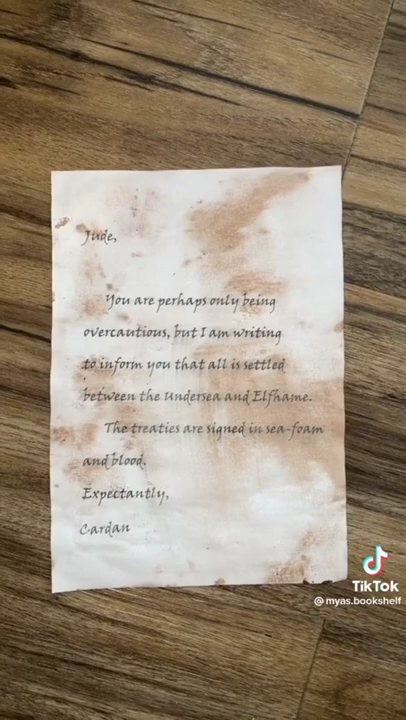 Jude,
You are perhaps only being
overcautious, but I am writing
to inform you that all is settled
between the Undersea and Elfhame.
The treaties are signed in sea-foam
and blood.
Expectantly,
Cardan
TikTok
@myas.bookshelf